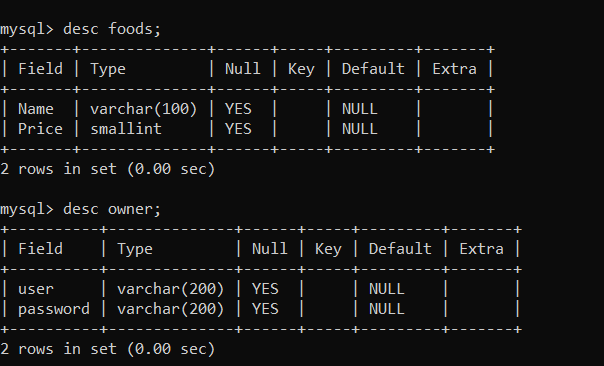 mysql> desc foods;
+-------+--------------+------+-----+---------+-------+
| Field | Type         | Null | Key | Default | Extra |
+-------+--------------+------+-----+---------+-------+
| Name  | varchar(100) | YES  |     | NULL    |       |
| Price | smallint     | YES  |     | NULL    |       |
+-------+--------------+------+-----+---------+-------+
2 rows in set (0.00 sec)
mysql> desc owner;
+----------+--------------+------+-----+---------+-------+
| Field    | Type         | Null | Key | Default | Extra |
+----------+--------------+------+-----+---------+-------+
| user     | varchar(200) | YES  |     | NULL    |       |
| password | varchar(200) | YES  |     | NULL    |       |
+----------+--------------+------+-----+---------+-------+
2 rows in set (0.00 sec)